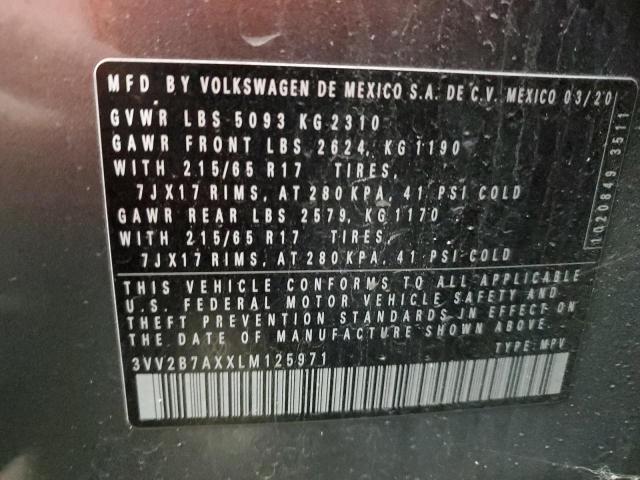 MFD BY VOLKSWAGEN DE MEXICO S.A. DE C.V. MEXICO 03/20
GVWR LBS 5093 KG 2310
GAWR FRONT LBS 2624, KG 1190
WITH 215/65 R17 TIRES,
7JX17 RIMS, AT 280 KPA, 41 PSI COLD
GAWR REAR LBS 2579, KG 1170
WITH 215/65 R17 TIRES,
7JX17 RIMS, AT 280 KPA, 41 PSI COLD
1020849 3511
THIS VEHICLE CONFORMS TO ALL APPLICABLE
U.S. FEDERAL MOTOR VEHICLE SAFETY AND
THEFT PREVENTION STANDARDS IN EFFECT ON
THE DATE OF MANUFACTURE SHOWN ABOVE.
3VV2B7AXXLM125971 TYPE: MPV